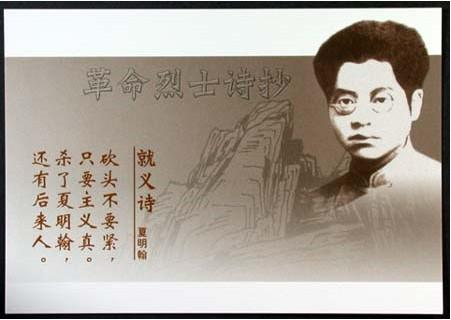 革命烈士诗抄
就义诗
夏明翰
砍头不要紧，
只要主义真。
杀了夏明翰，
还有后来人。